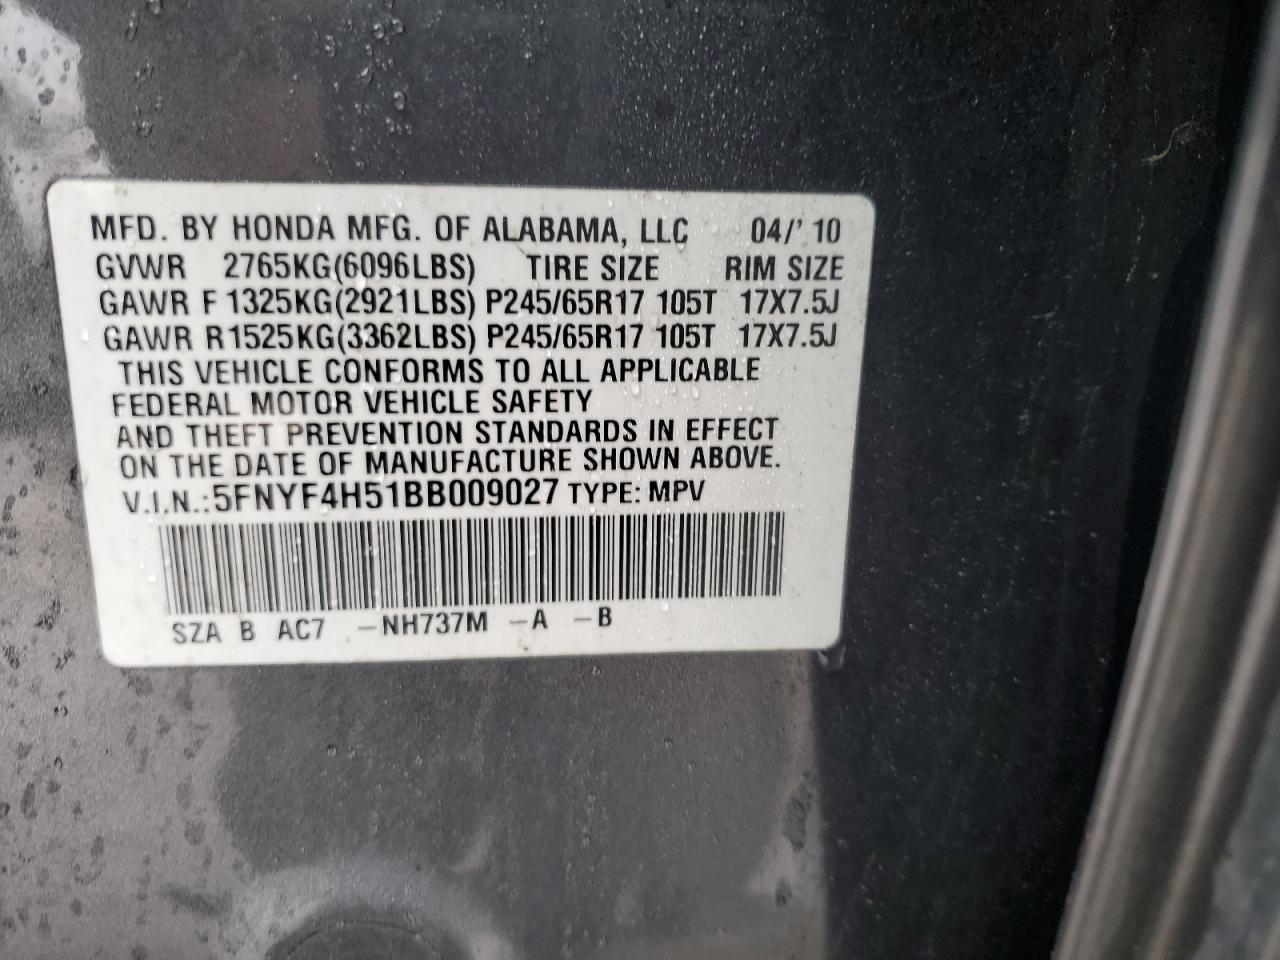 MFD. BY HONDA MFG. OF ALABAMA, LLC 04/' 10
GVWR 2765KG(6096LBS) TIRE SIZE RIM SIZE
GAWR F 1325KG(2921LBS) P245/65R17 105T 17X7.5J
GAWR R 1525KG(3362LBS) P245/65R17 105T 17X7.5J
THIS VEHICLE CONFORMS TO ALL APPLICABLE
FEDERAL MOTOR VEHICLE SAFETY
AND THEFT PREVENTION STANDARDS IN EFFECT
ON THE DATE OF MANUFACTURE SHOWN ABOVE.
V.I.N.: 5FNYF4H51BB009027 TYPE: MPV
SZA B AC7 -NH737M -A -B